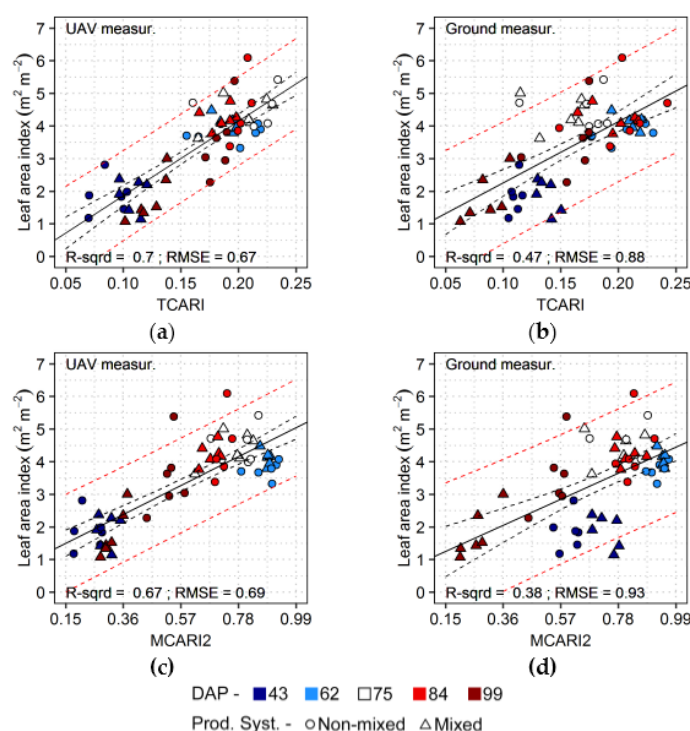 UAV measur.
Leaf area index (m² m⁻²)
7
6
5
4
3
2
1
0
R-sqrd = 0.7 ; RMSE = 0.67
0.05 0.10 0.15 0.20 0.25
TCARI
(a)
Ground measur.
Leaf area index (m² m⁻²)
7
6
5
4
3
2
1
0
R-sqrd = 0.47 ; RMSE = 0.88
0.05 0.10 0.15 0.20 0.25
TCARI
(b)
UAV measur.
Leaf area index (m² m⁻²)
7
6
5
4
3
2
1
0
R-sqrd = 0.67 ; RMSE = 0.69
0.15 0.36 0.57 0.78 0.99
MCARI2
(c)
Ground measur.
Leaf area index (m² m⁻²)
7
6
5
4
3
2
1
0
R-sqrd = 0.38 ; RMSE = 0.93
0.15 0.36 0.57 0.78 0.99
MCARI2
(d)
DAP - 43 62 75 84 99
Prod. Syst. - Non-mixed Mixed